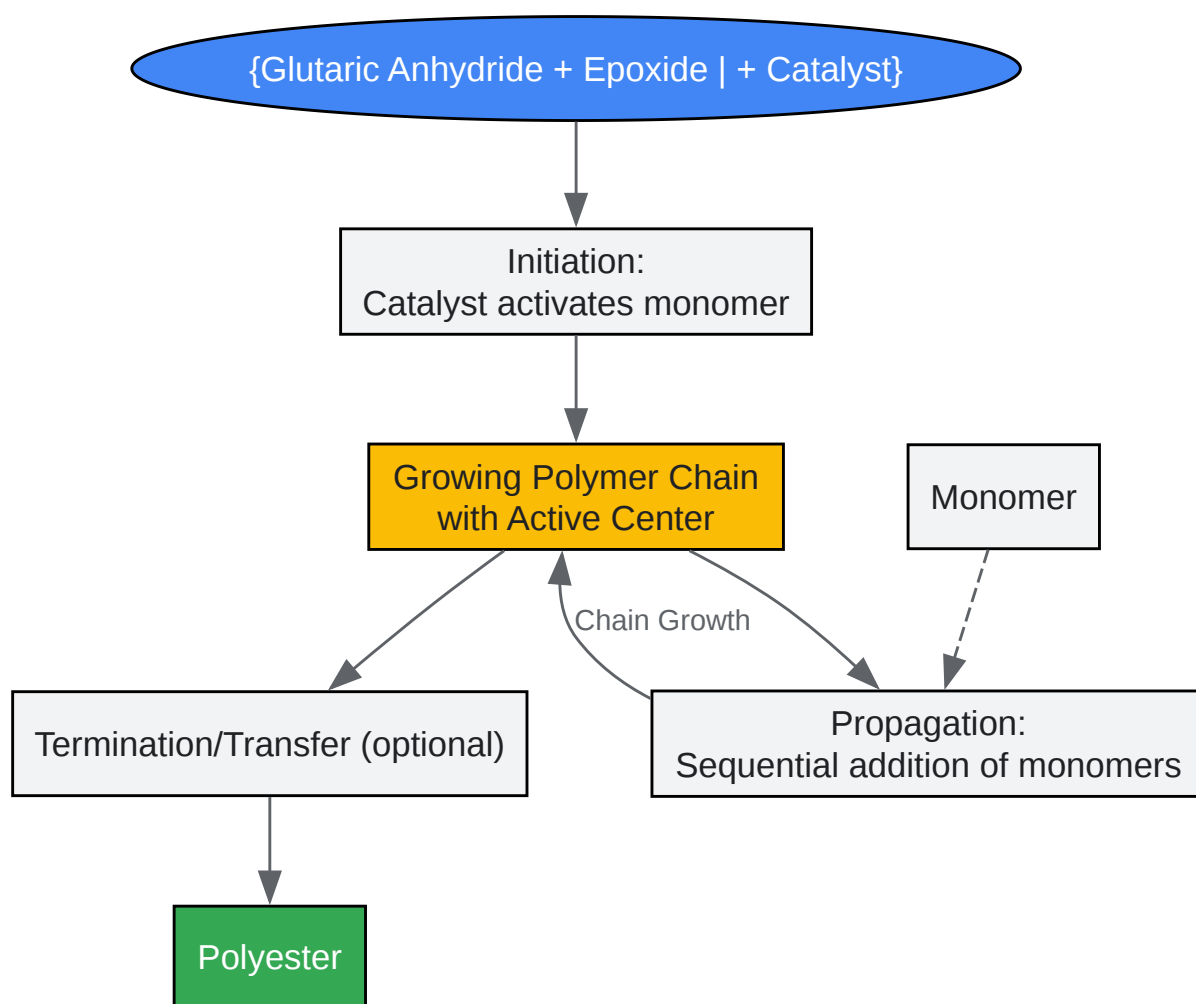 {Glutaric Anhydride + Epoxide | + Catalyst}
Initiation:
Catalyst activates monomer
Growing Polymer Chain
with Active Center
Monomer
Chain Growth
Termination/Transfer (optional)
Propagation:
Sequential addition of monomers
Polyester